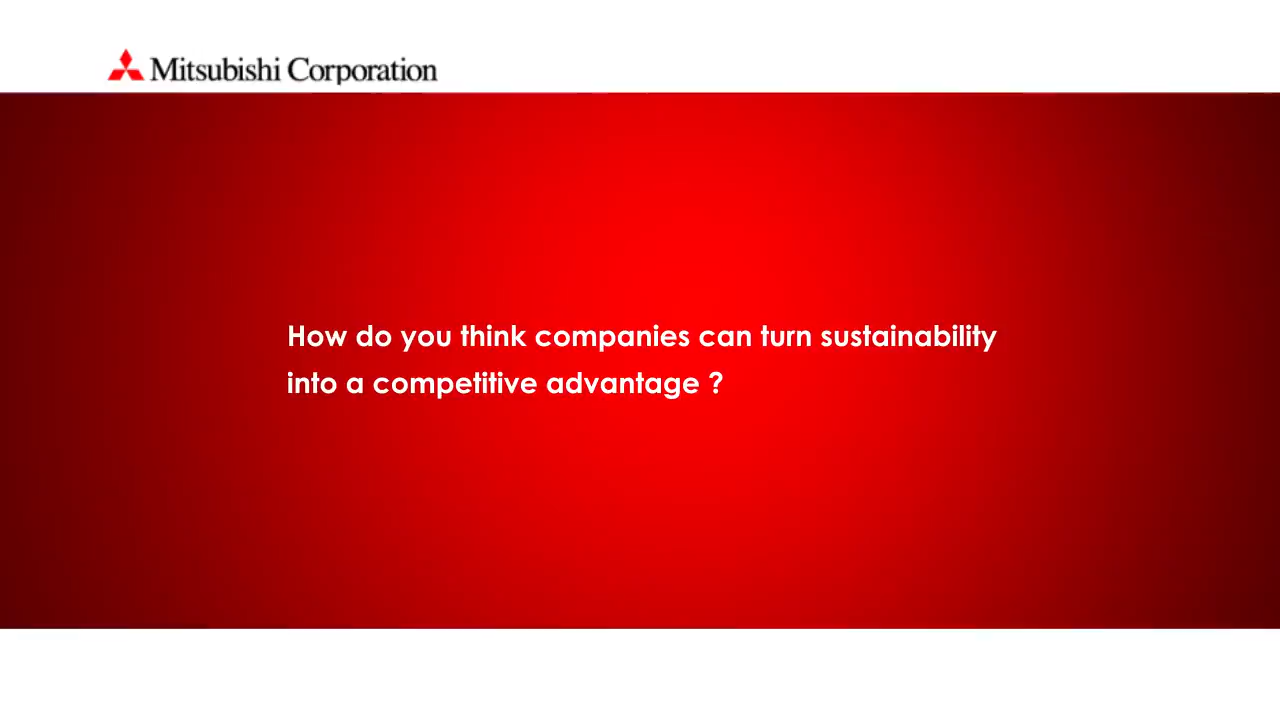 Mitsubishi Corporation
How do you think companies can turn sustainability
into a competitive advantage ?